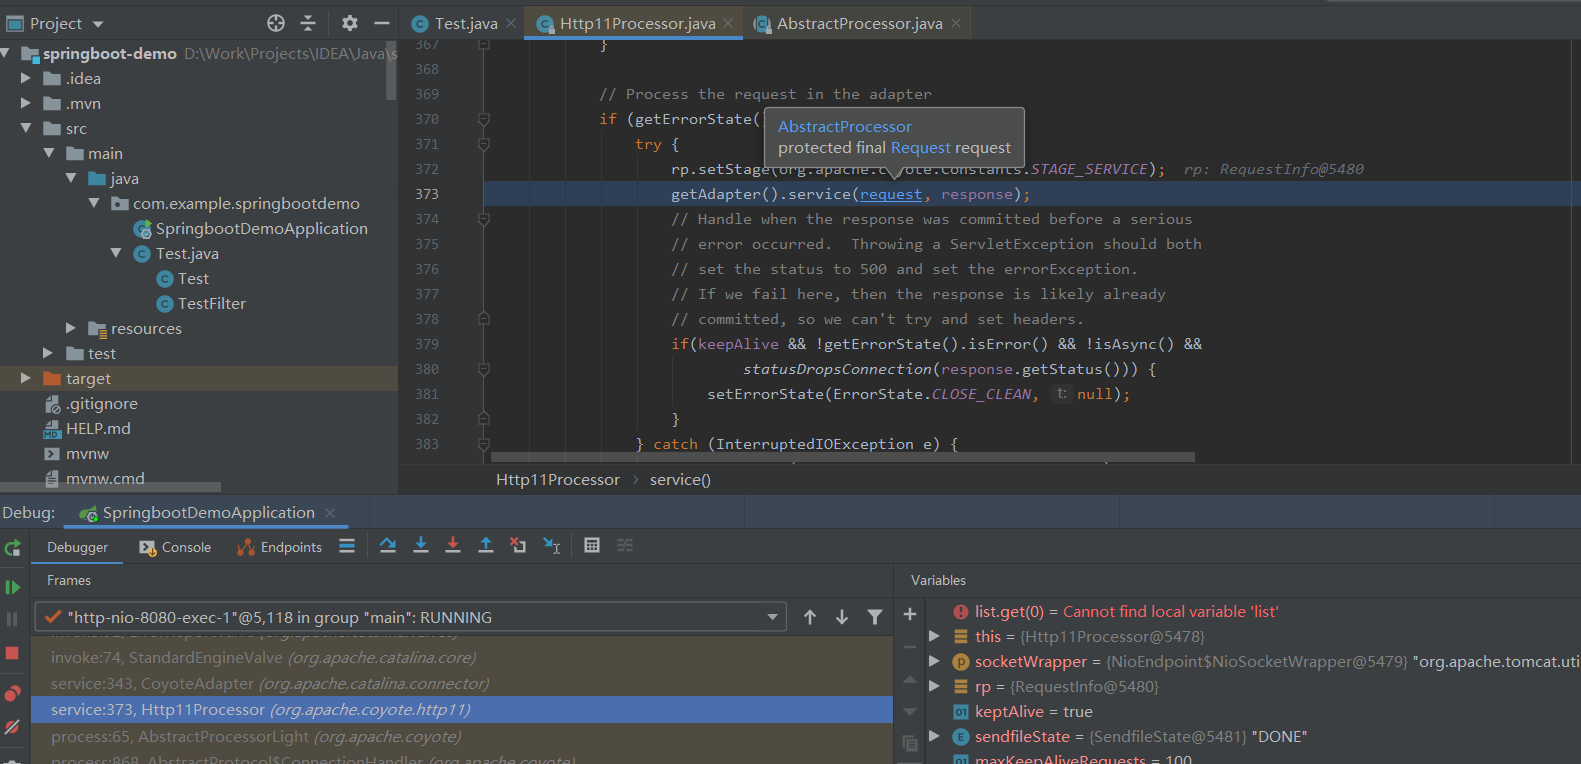 Project
Test.java
Http11Processor.java
AbstractProcessor.java
springboot-demo D:\Work\Projects\IDEA\Java\s
.idea
.mvn
src
main
java
com.example.springbootdemo
SpringbootDemoApplication
Test.java
Test
TestFilter
resources
test
target
.gitignore
HELP.md
mvnw
mvnw.cmd
367 }
368
369 // Process the request in the adapter
370 if (getErrorState()
371 try {
372 rp.setStage(org.apache.coyote.Constants.STAGE_SERVICE); rp: RequestInfo@5480
373 getAdapter().service(request, response);
374 // Handle when the response was committed before a serious
375 // error occurred. Throwing a ServletException should both
376 // set the status to 500 and set the errorException.
377 // If we fail here, then the response is likely already
378 // committed, so we can't try and set headers.
379 if(keepAlive && !getErrorState().isError() && !isAsync() &&
380 statusDropsConnection(response.getStatus())) {
381 setErrorState(ErrorState.CLOSE_CLEAN, t: null);
382 }
383 } catch (InterruptedIOException e) {
AbstractProcessor
protected final Request request
Http11Processor › service()
Debug: SpringbootDemoApplication
Debugger Console Endpoints
Frames
"http-nio-8080-exec-1"@5,118 in group "main": RUNNING
invoke:74, StandardEngineValve (org.apache.catalina.core)
service:343, CoyoteAdapter (org.apache.catalina.connector)
service:373, Http11Processor (org.apache.coyote.http11)
process:65, AbstractProcessorLight (org.apache.coyote)
process:868, AbstractProtocol$ConnectionHandler (org.apache.coyote)
Variables
list.get(0) = Cannot find local variable 'list'
this = {Http11Processor@5478}
socketWrapper = {NioEndpoint$NioSocketWrapper@5479} "org.apache.tomcat.uti
rp = {RequestInfo@5480}
keptAlive = true
sendfileState = {SendfileState@5481} "DONE"
maxKeepAliveRequests = 100